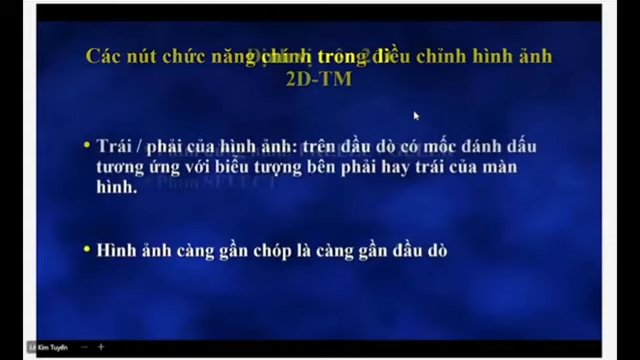 Các nút chức năng chính trong điều chỉnh hình ảnh
2D-TM
• Trái / phải của hình ảnh: trên đầu dò có mốc đánh dấu
tương ứng với biểu tượng bên phải hay trái của màn
hình.
• Hình ảnh càng gần chóp là càng gần đầu dò
Lê Kim Tuyến